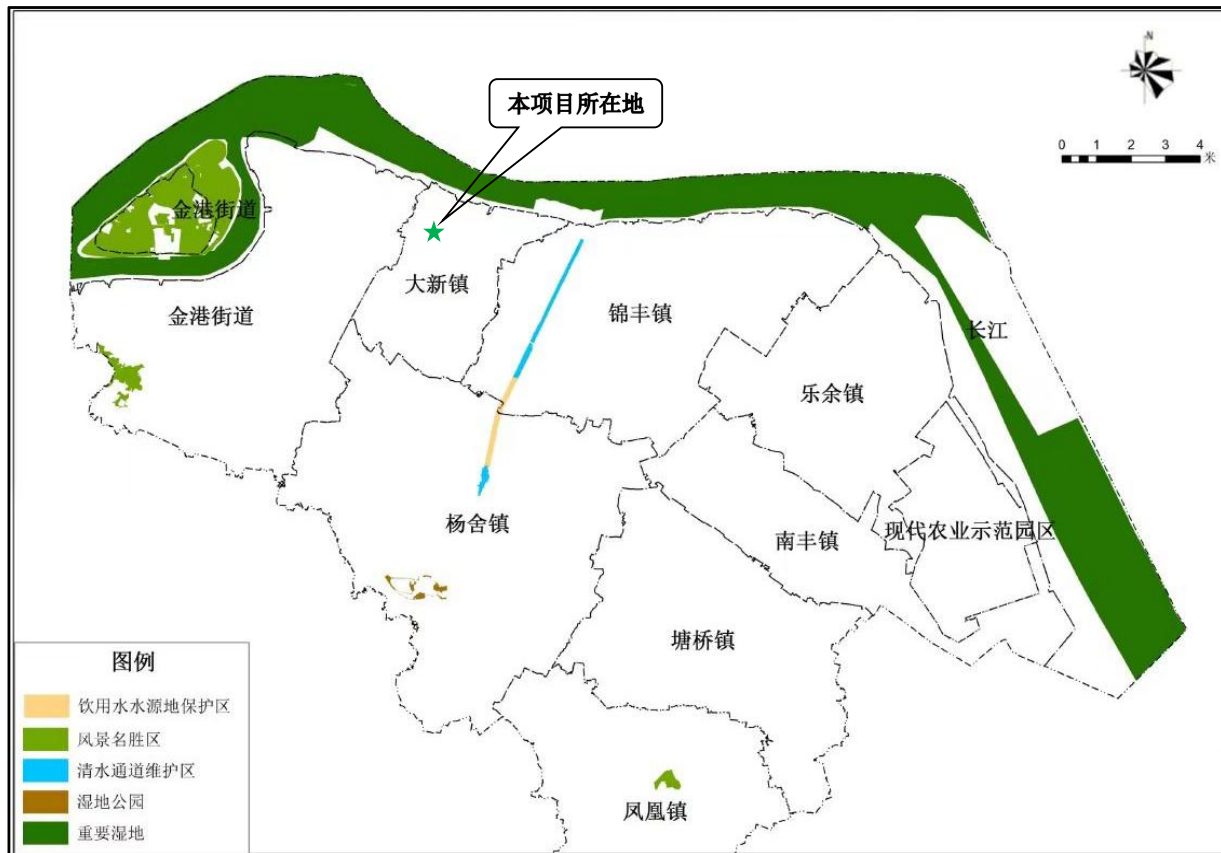 N
本项目所在地
0 1 2 3 4
米
金港街道
大新镇
金港街道
锦丰镇
长江
乐余镇
杨舍镇
南丰镇
现代农业示范园区
塘桥镇
凤凰镇
图例
饮用水水源地保护区
风景名胜区
清水通道维护区
湿地公园
重要湿地